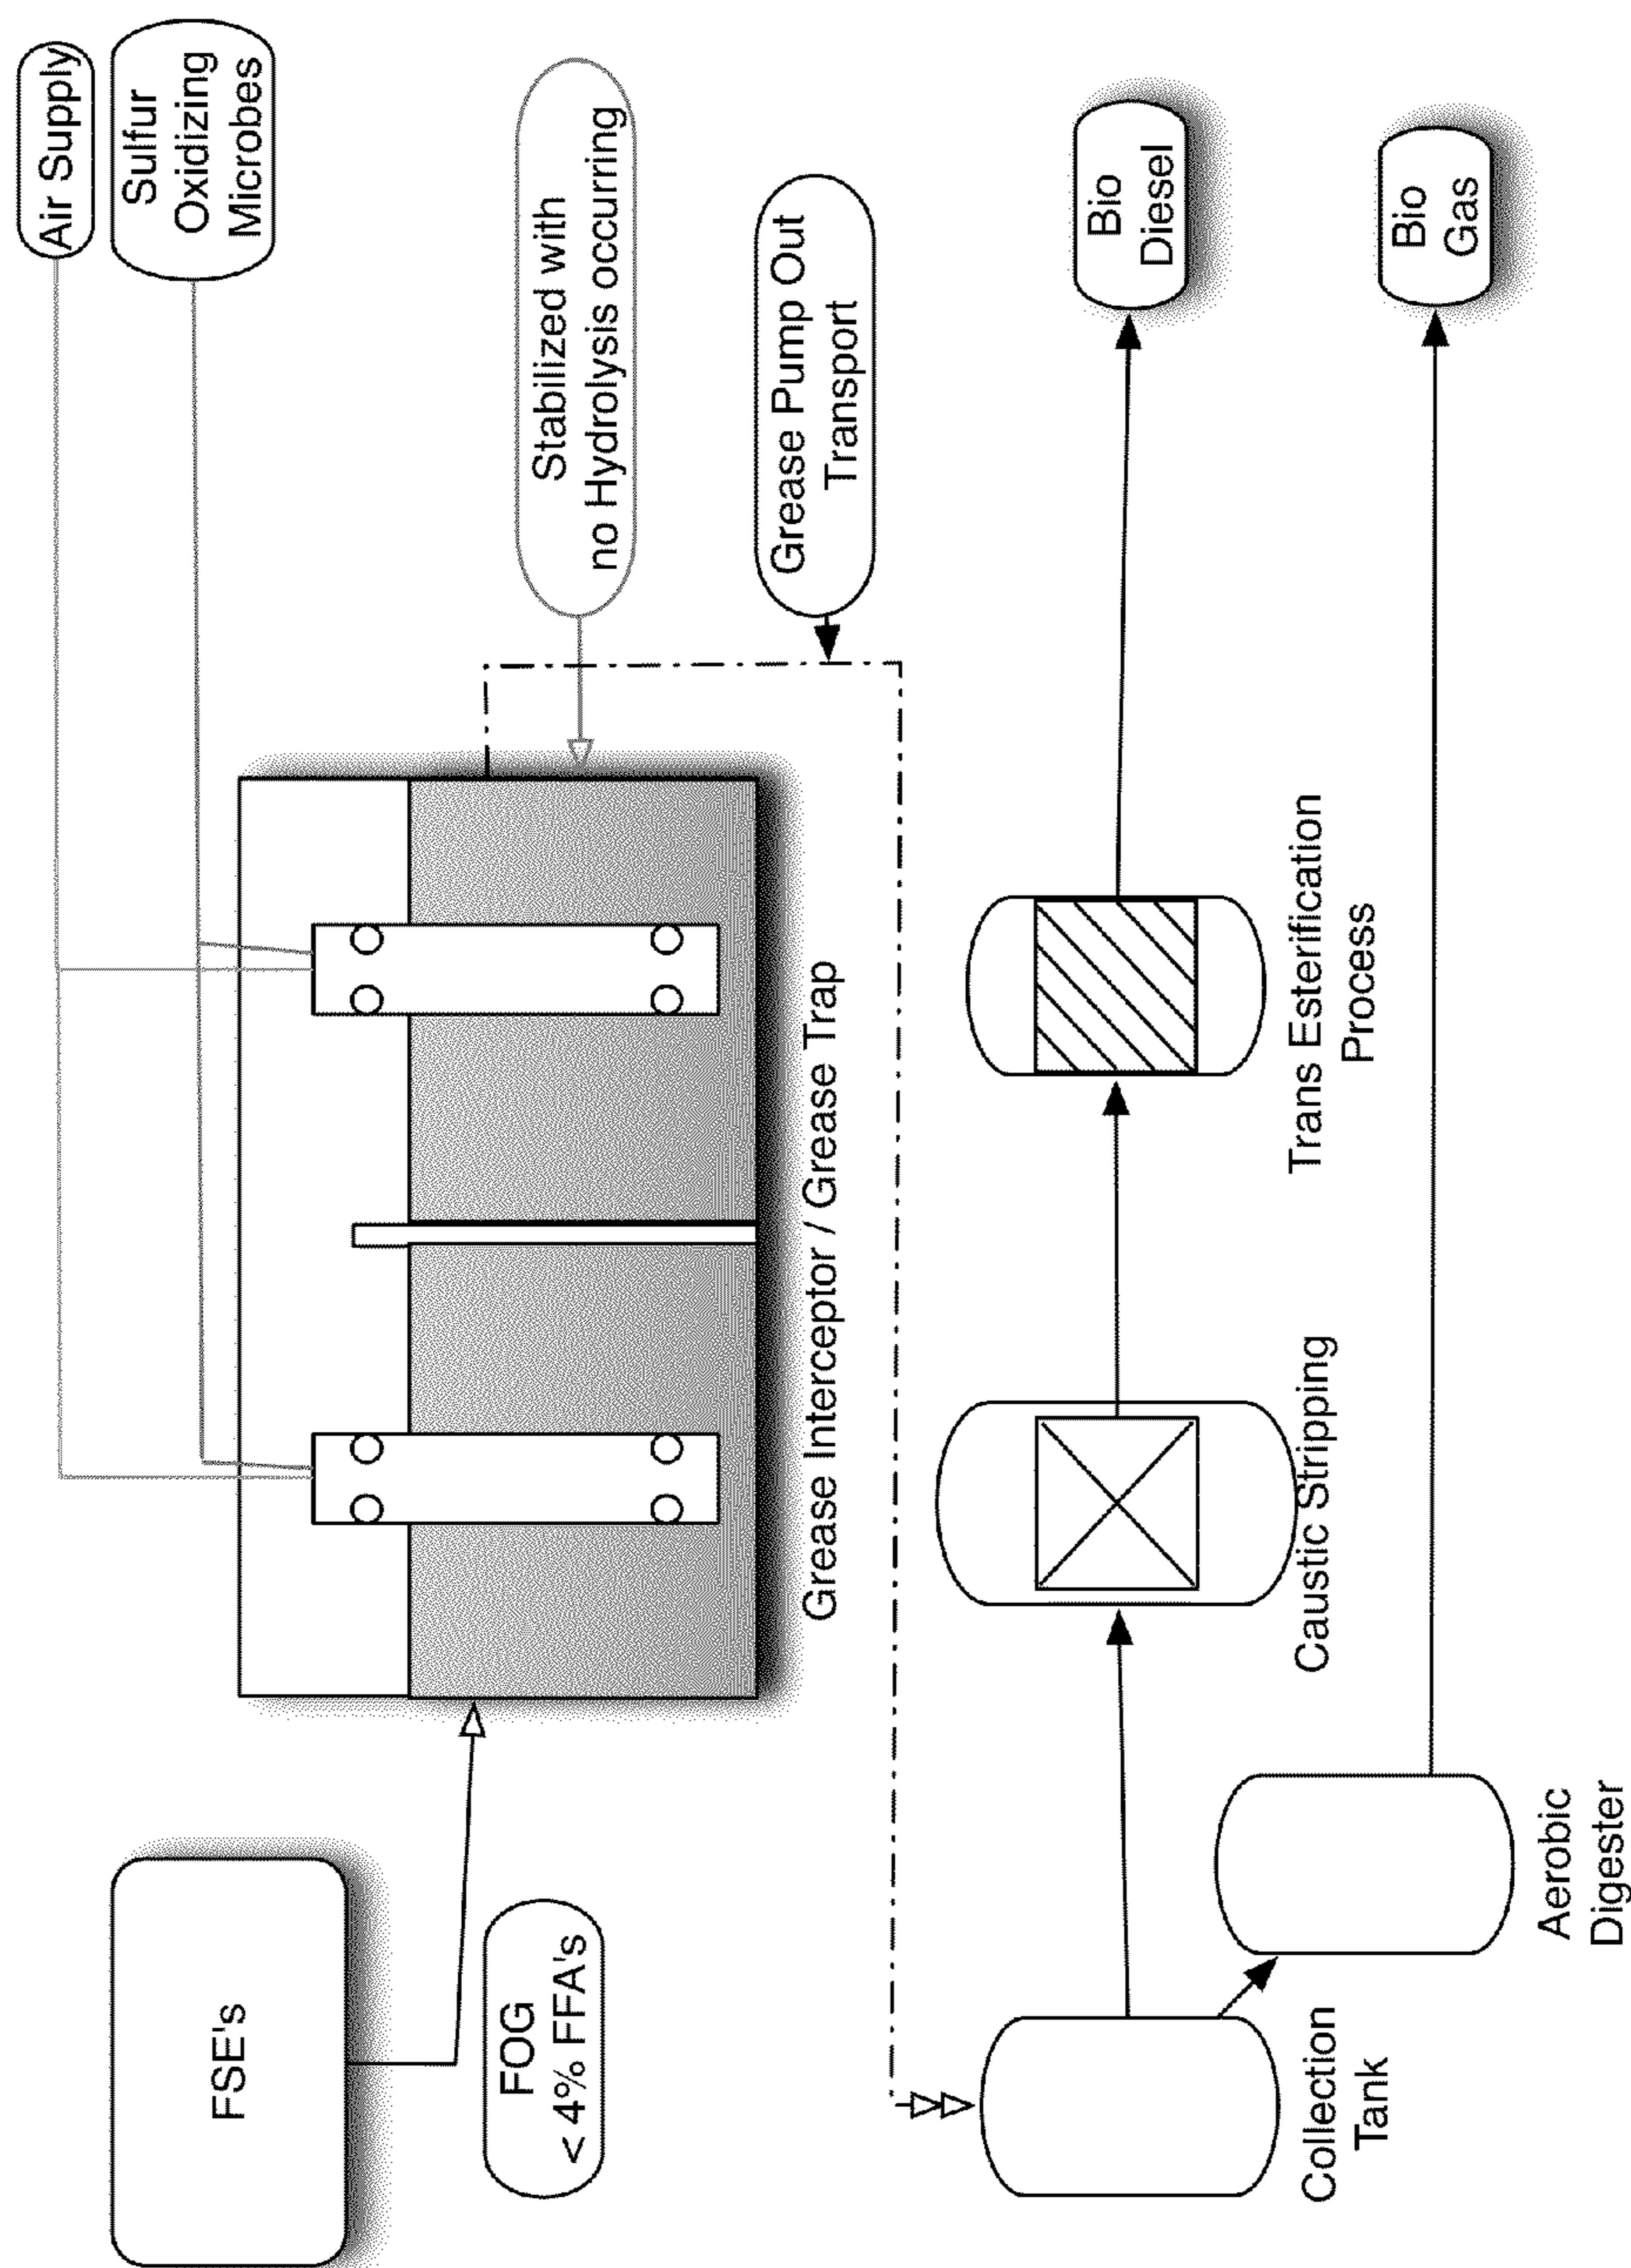 Air Supply
Sulfur
Oxidizing
Microbes
FSE's
FOG
< 4% FFA's
Stabilized with
no Hydrolysis occurring
Grease Interceptor / Grease Trap
Grease Pump Out
Transport
Collection
Tank
Caustic Stripping
Trans Esterification
Process
Bio
Diesel
Aerobic
Digester
Bio
Gas